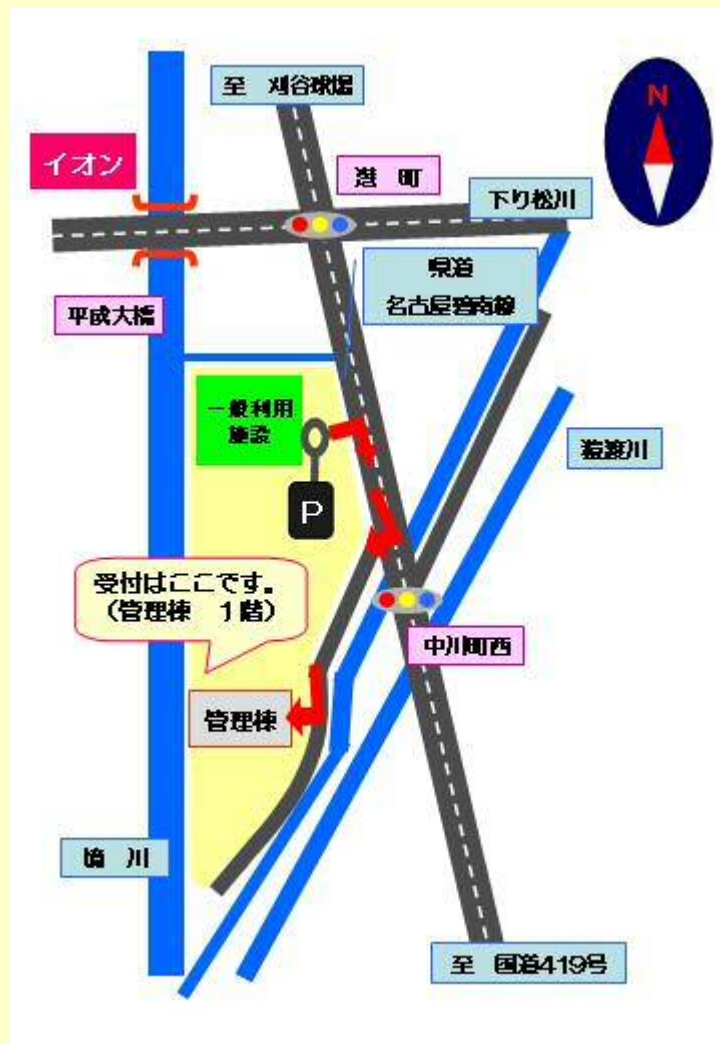 至 刈谷球場
N
イオン
港 町
下り松川
県道
名古屋碧南線
平成大橋
一般利用
施設
猿渡川
P
受付はここです。
（管理棟 1階）
中川町西
管理棟
境 川
至 国道419号